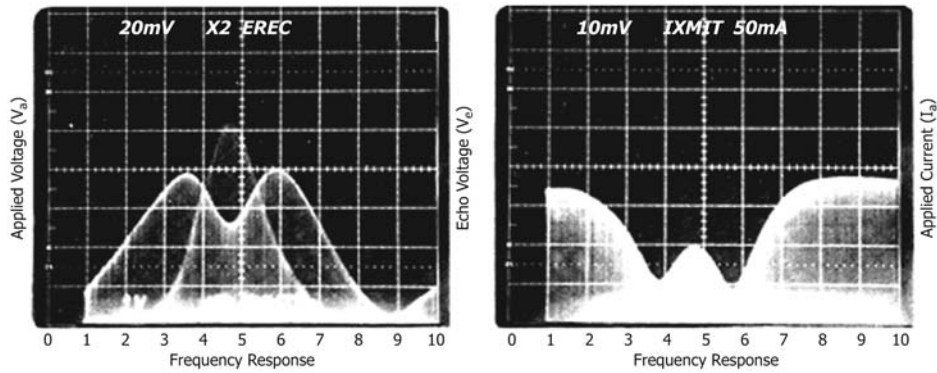 20mV X2 EREC
Applied Voltage (Va)
Echo Voltage (Ve)
0 1 2 3 4 5 6 7 8 9 10
Frequency Response
10mV IXMIT 50mA
Applied Current (Ia)
0 1 2 3 4 5 6 7 8 9 10
Frequency Response